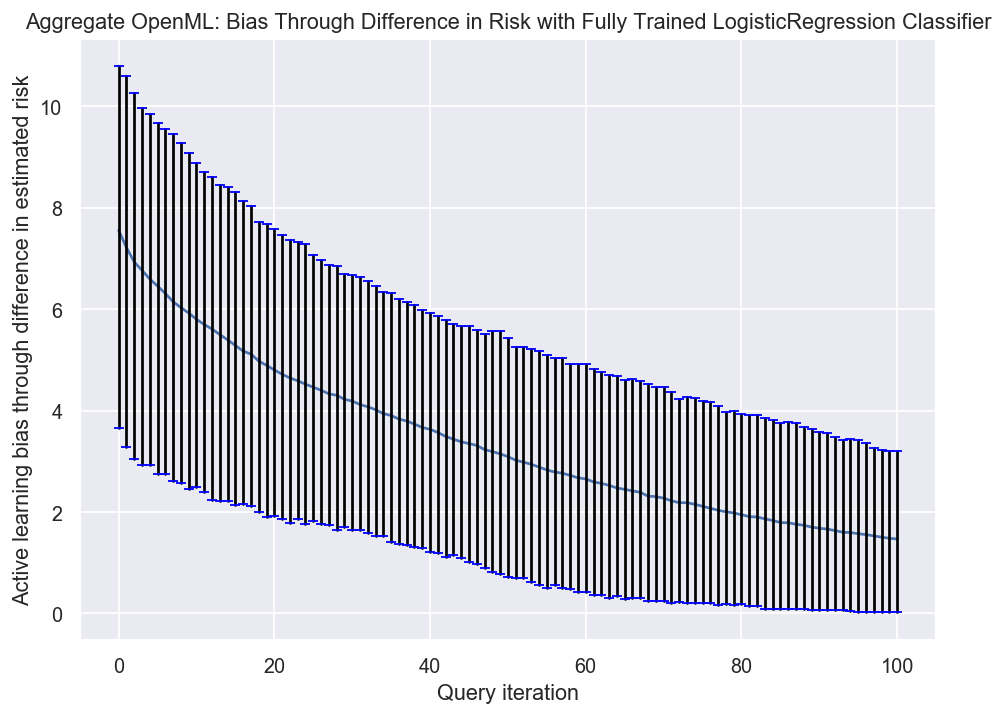 Aggregate OpenML: Bias Through Difference in Risk with Fully Trained LogisticRegression Classifier
Active learning bias through difference in estimated risk
10
8
6
4
2
0
0 20 40 60 80 100
Query iteration